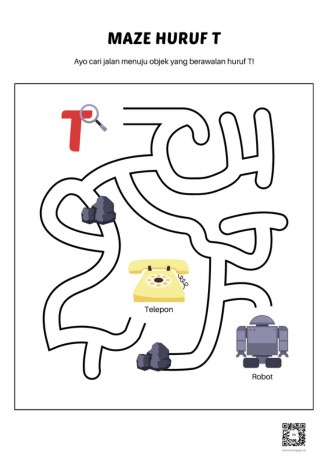 MAZE HURUF T
Ayo cari jalan menuju objek yang berawalan huruf T!
T
Telepon
Robot